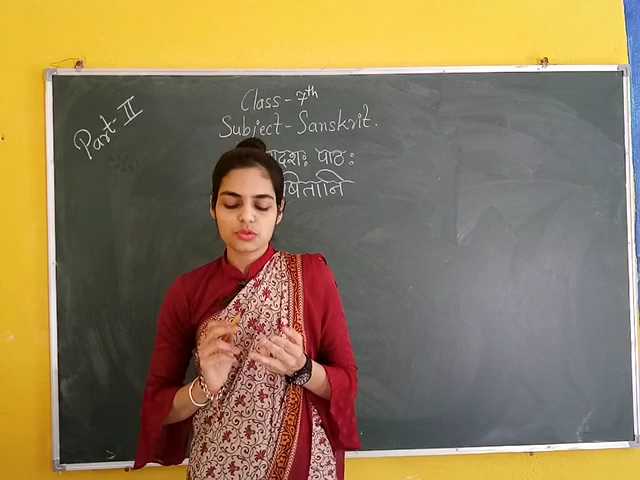 Part-II
Class-7th
Subject-Sanskrit.
पाठः